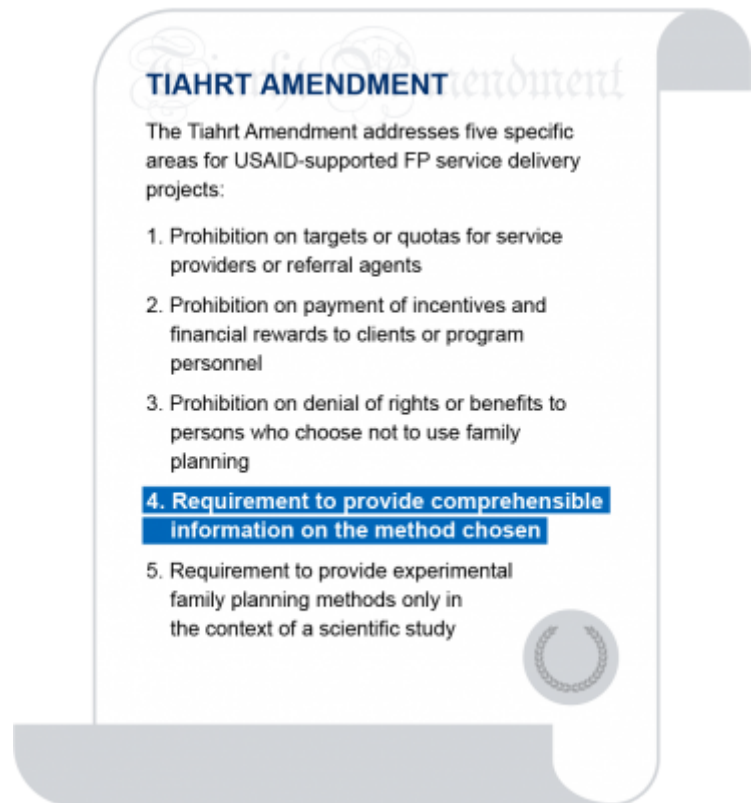 Tiahrt Amendment
TIAHRT AMENDMENT
The Tiahrt Amendment addresses five specific
areas for USAID-supported FP service delivery
projects:
1. Prohibition on targets or quotas for service
providers or referral agents
2. Prohibition on payment of incentives and
financial rewards to clients or program
personnel
3. Prohibition on denial of rights or benefits to
persons who choose not to use family
planning
4. Requirement to provide comprehensible
information on the method chosen
5. Requirement to provide experimental
family planning methods only in
the context of a scientific study